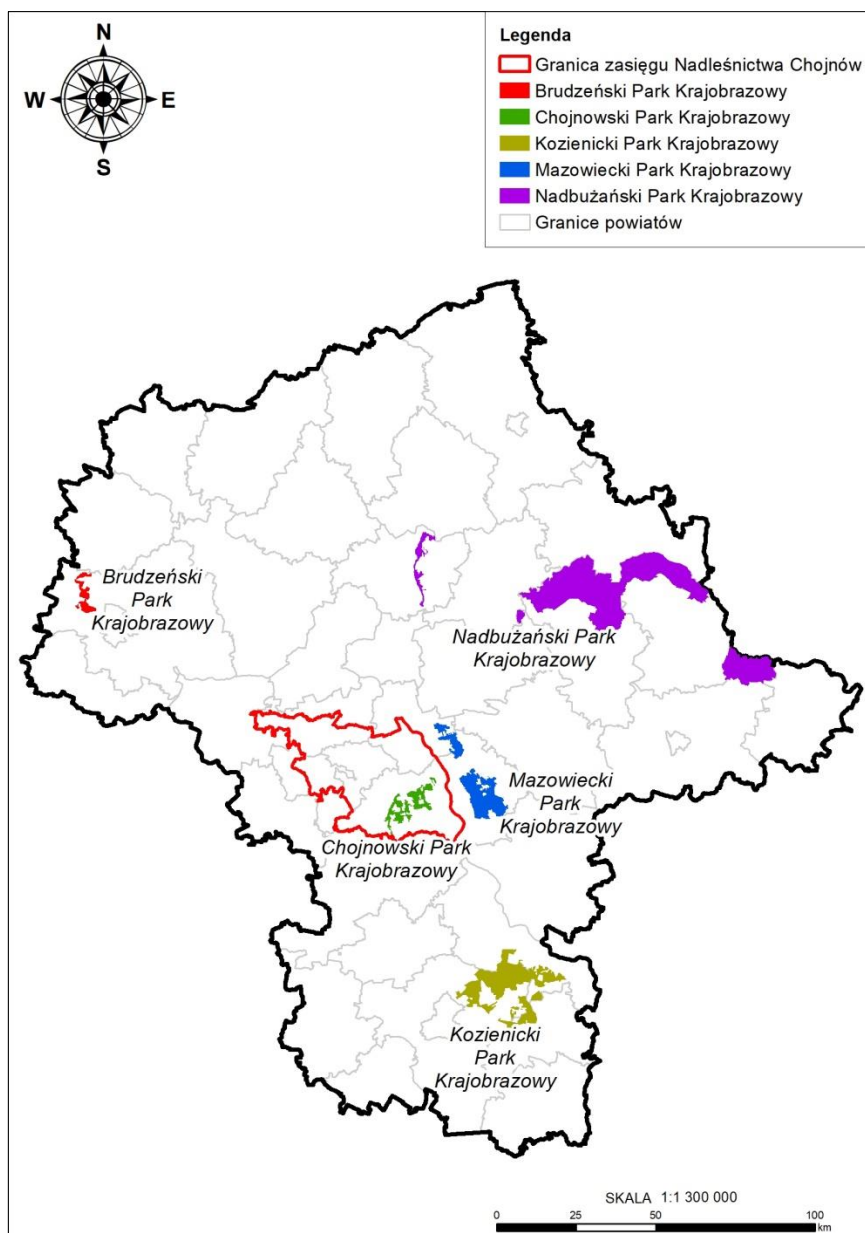 N
W
E
S
Legenda
Granica zasięgu Nadleśnictwa Chojnów
Brudzeński Park Krajobrazowy
Chojnowski Park Krajobrazowy
Kozienicki Park Krajobrazowy
Mazowiecki Park Krajobrazowy
Nadbużański Park Krajobrazowy
Granice powiatów
Brudzeński
Park
Krajobrazowy
Nadbużański Park
Krajobrazowy
Mazowiecki
Park
Krajobrazowy
Chojnowski Park
Krajobrazowy
Kozienicki
Park
Krajobrazowy
SKALA 1:1 300 000
0 25 50 100
km